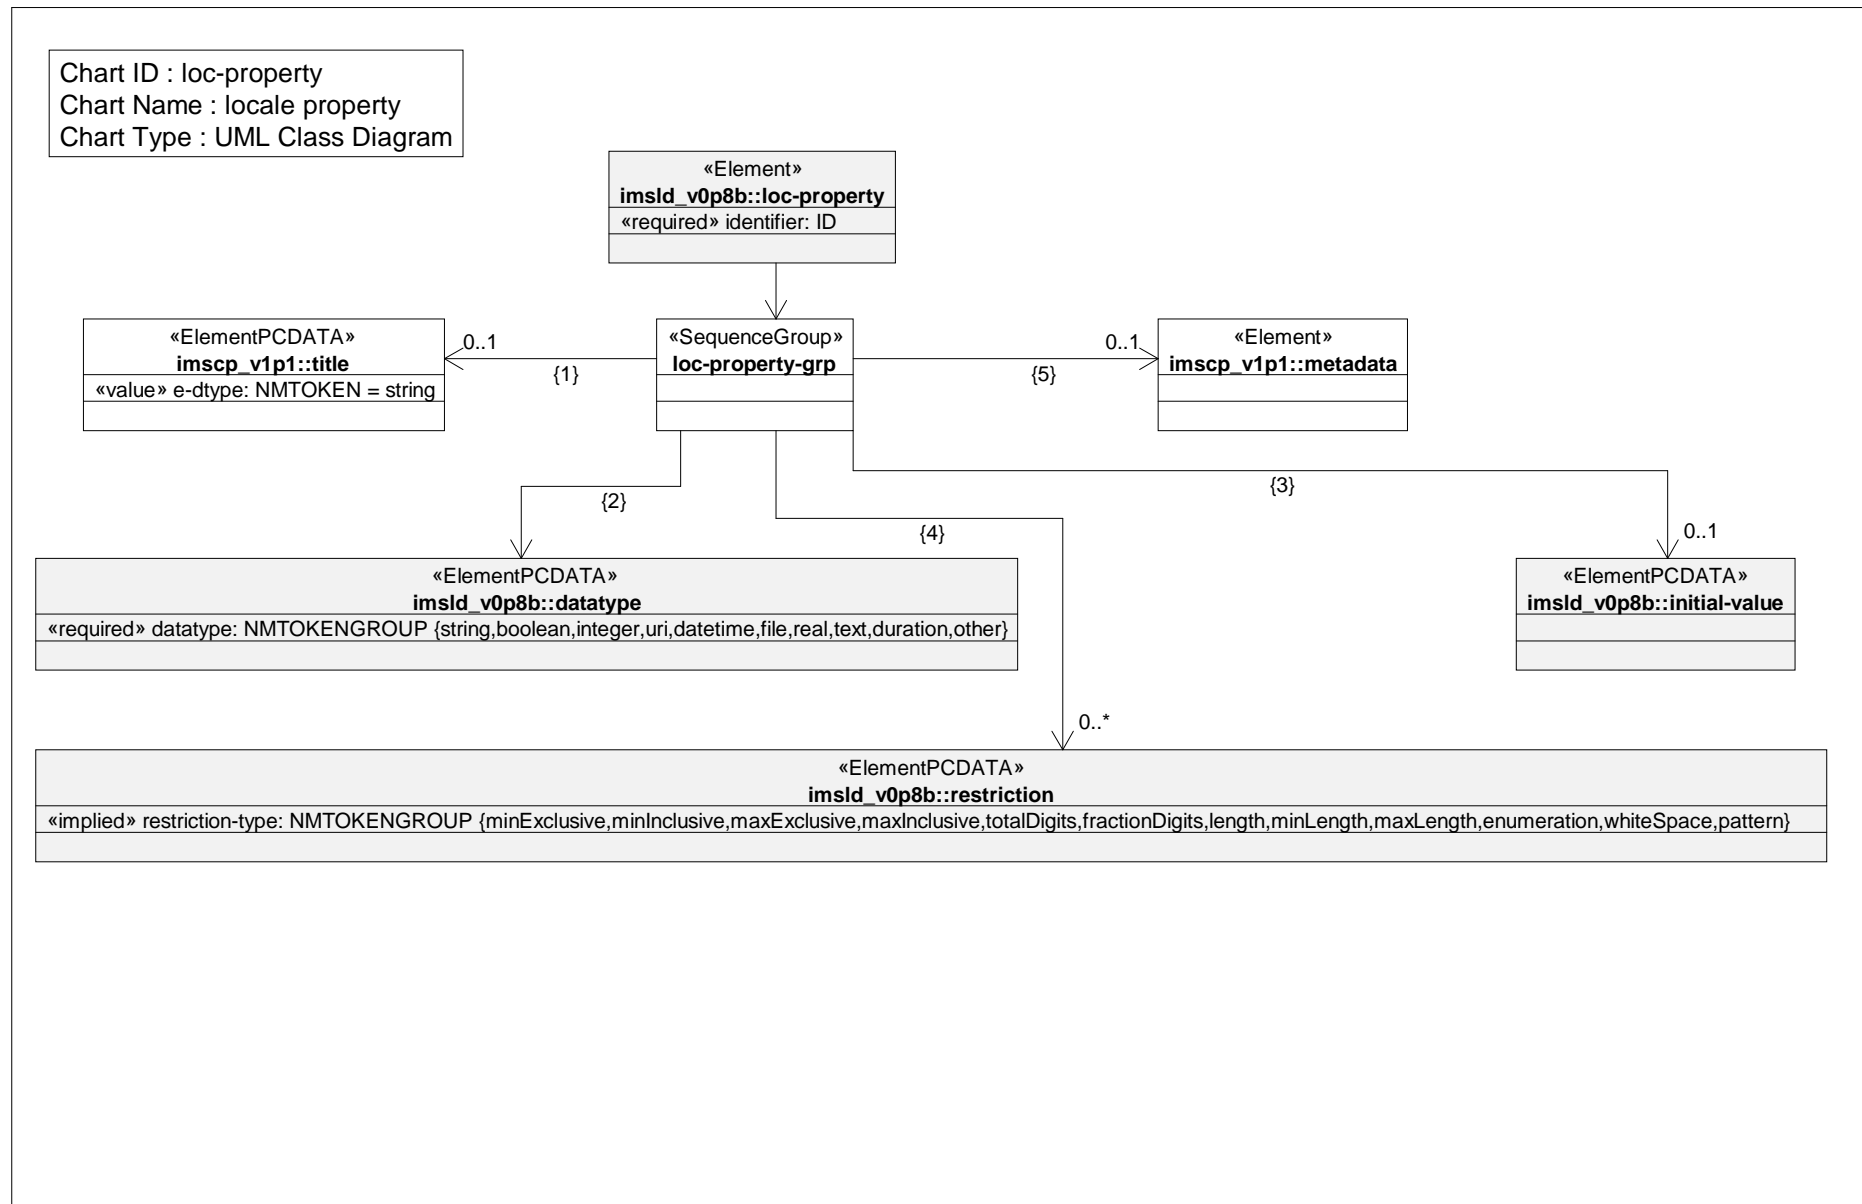 Chart ID : loc-property
Chart Name : locale property
Chart Type : UML Class Diagram
«Element»
imsld_v0p8b::loc-property
«required» identifier: ID
«ElementPCDATA»
imscp_v1p1::title
«value» e-dtype: NMTOKEN = string
0..1
{1}
«SequenceGroup»
loc-property-grp
0..1
{5}
«Element»
imscp_v1p1::metadata
{2}
{4}
{3}
0..1
«ElementPCDATA»
imsld_v0p8b::datatype
«required» datatype: NMTOKENGROUP {string,boolean,integer,uri,datetime,file,real,text,duration,other}
«ElementPCDATA»
imsld_v0p8b::initial-value
0..*
«ElementPCDATA»
imsld_v0p8b::restriction
«implied» restriction-type: NMTOKENGROUP {minExclusive,minInclusive,maxExclusive,maxInclusive,totalDigits,fractionDigits,length,minLength,maxLength,enumeration,whiteSpace,pattern}